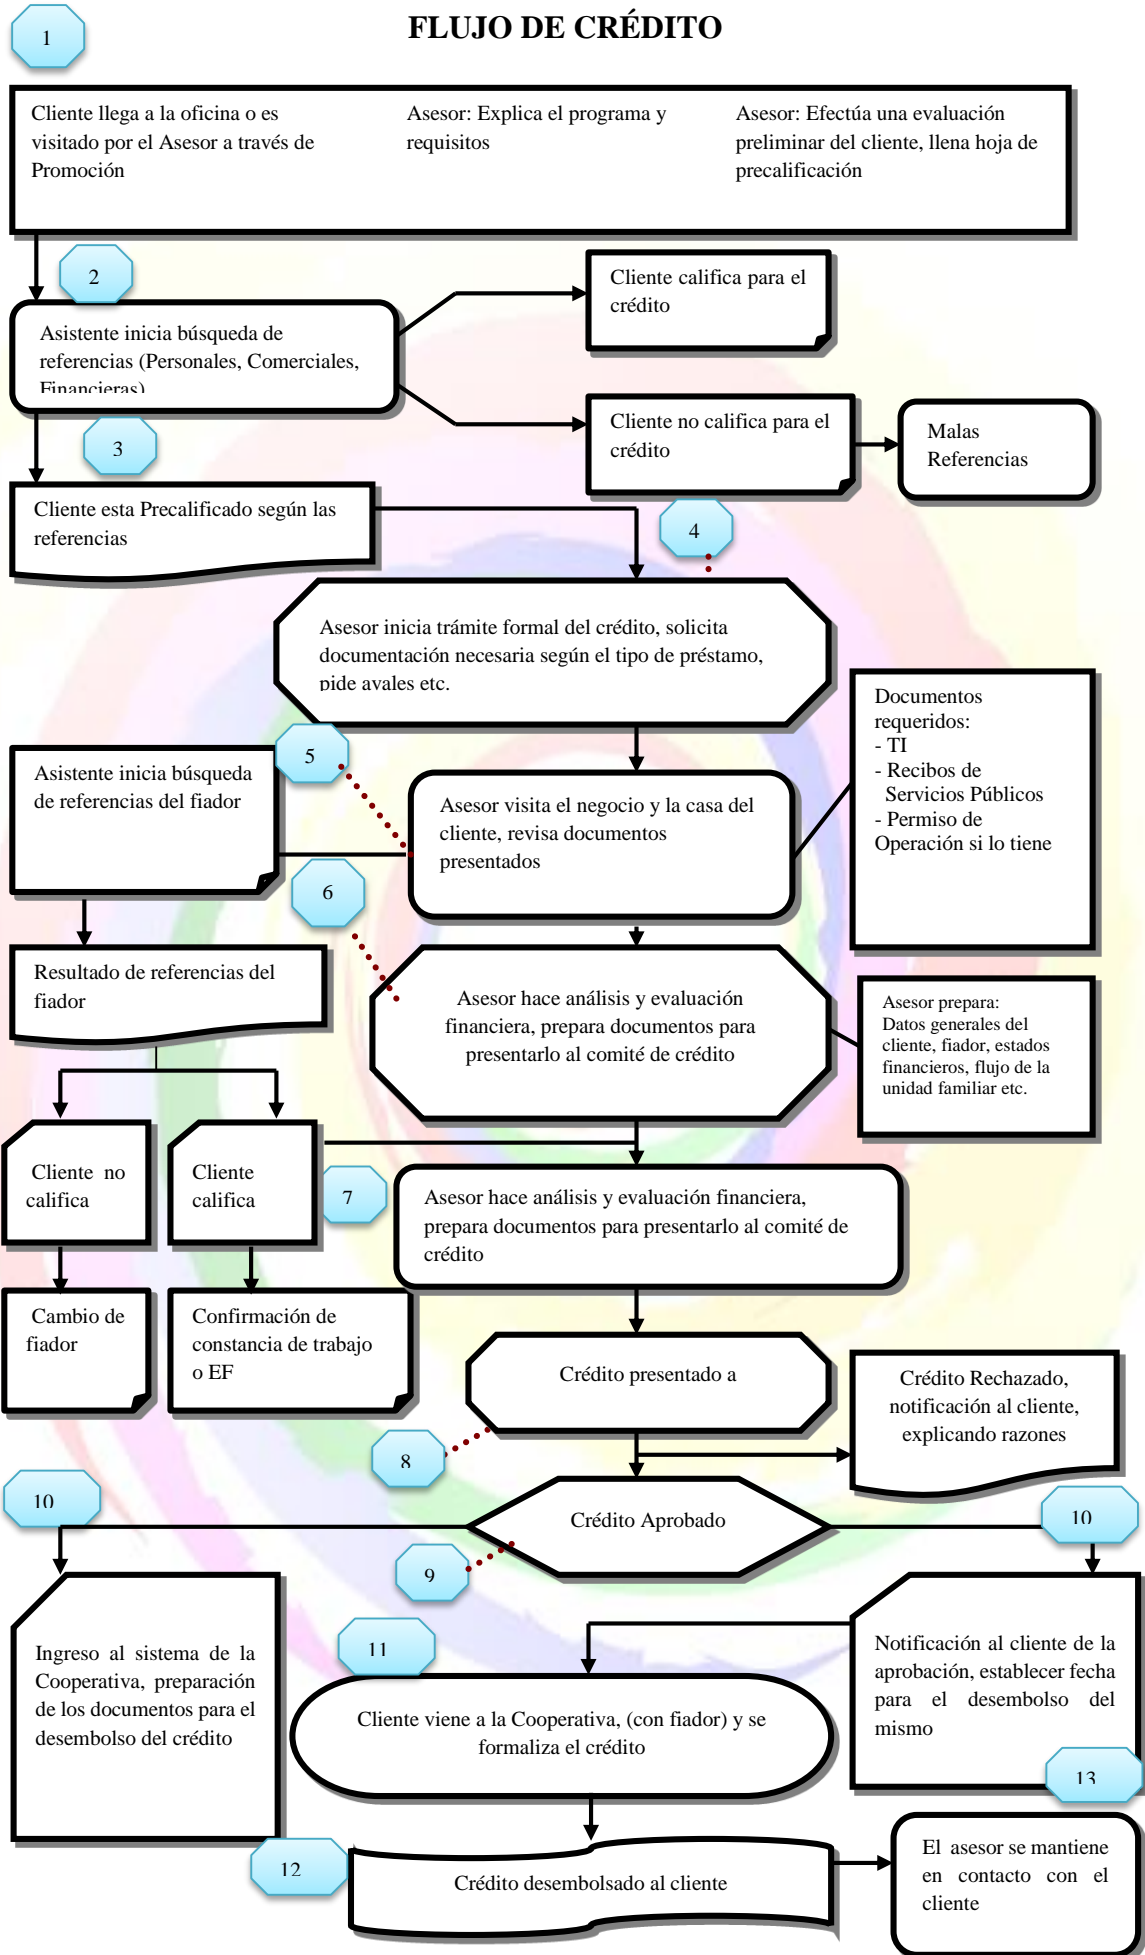 FLUJO DE CRÉDITO
1
Cliente llega a la oficina o es
visitado por el Asesor a través de
Promoción
Asesor: Explica el programa y
requisitos
Asesor: Efectúa una evaluación
preliminar del cliente, llena hoja de
precalificación
2
Asistente inicia búsqueda de
referencias (Personales, Comerciales,
Financieras)
Cliente califica para el
crédito
Cliente no califica para el
crédito
Malas
Referencias
3
Cliente esta Precalificado según las
referencias
4
Asesor inicia trámite formal del crédito, solicita
documentación necesaria según el tipo de préstamo,
pide avales etc.
Documentos
requeridos:
- TI
- Recibos de
Servicios Públicos
- Permiso de
Operación si lo tiene
5
Asistente inicia búsqueda
de referencias del fiador
Asesor visita el negocio y la casa del
cliente, revisa documentos
presentados
6
Resultado de referencias del
fiador
Asesor hace análisis y evaluación
financiera, prepara documentos para
presentarlo al comité de crédito
Asesor prepara:
Datos generales del
cliente, fiador, estados
financieros, flujo de la
unidad familiar etc.
Cliente no
califica
Cliente
califica
7
Asesor hace análisis y evaluación financiera,
prepara documentos para presentarlo al comité de
crédito
Cambio de
fiador
Confirmación de
constancia de trabajo
o EF
Crédito presentado a
Crédito Rechazado,
notificación al cliente,
explicando razones
8
10
Crédito Aprobado
10
9
Ingreso al sistema de la
Cooperativa, preparación
de los documentos para el
desembolso del crédito
11
Cliente viene a la Cooperativa, (con fiador) y se
formaliza el crédito
Notificación al cliente de la
aprobación, establecer fecha
para el desembolso del
mismo
13
12
Crédito desembolsado al cliente
El asesor se mantiene
en contacto con el
cliente